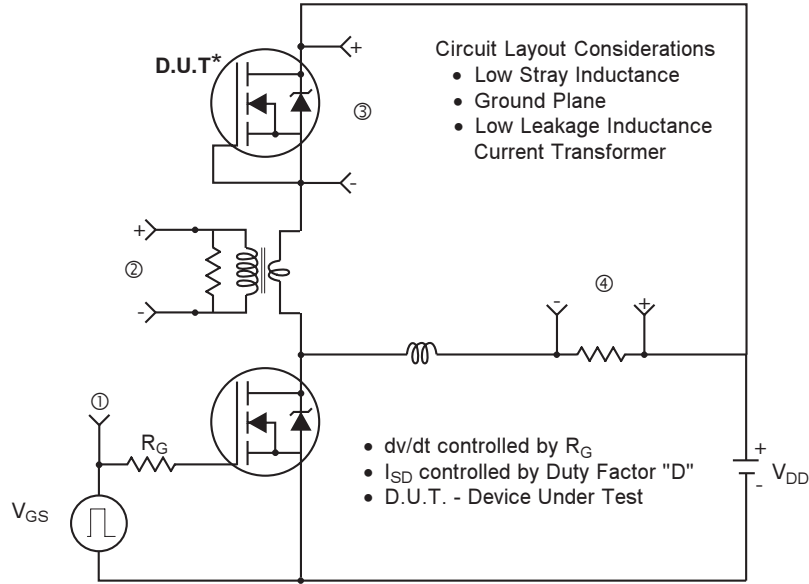 D.U.T*
+
③
-
Circuit Layout Considerations
• Low Stray Inductance
• Ground Plane
• Low Leakage Inductance
Current Transformer
+
②
-
④
- +
①
RG
VGS
• dv/dt controlled by RG
• ISD controlled by Duty Factor "D"
• D.U.T. - Device Under Test
+
VDD
-